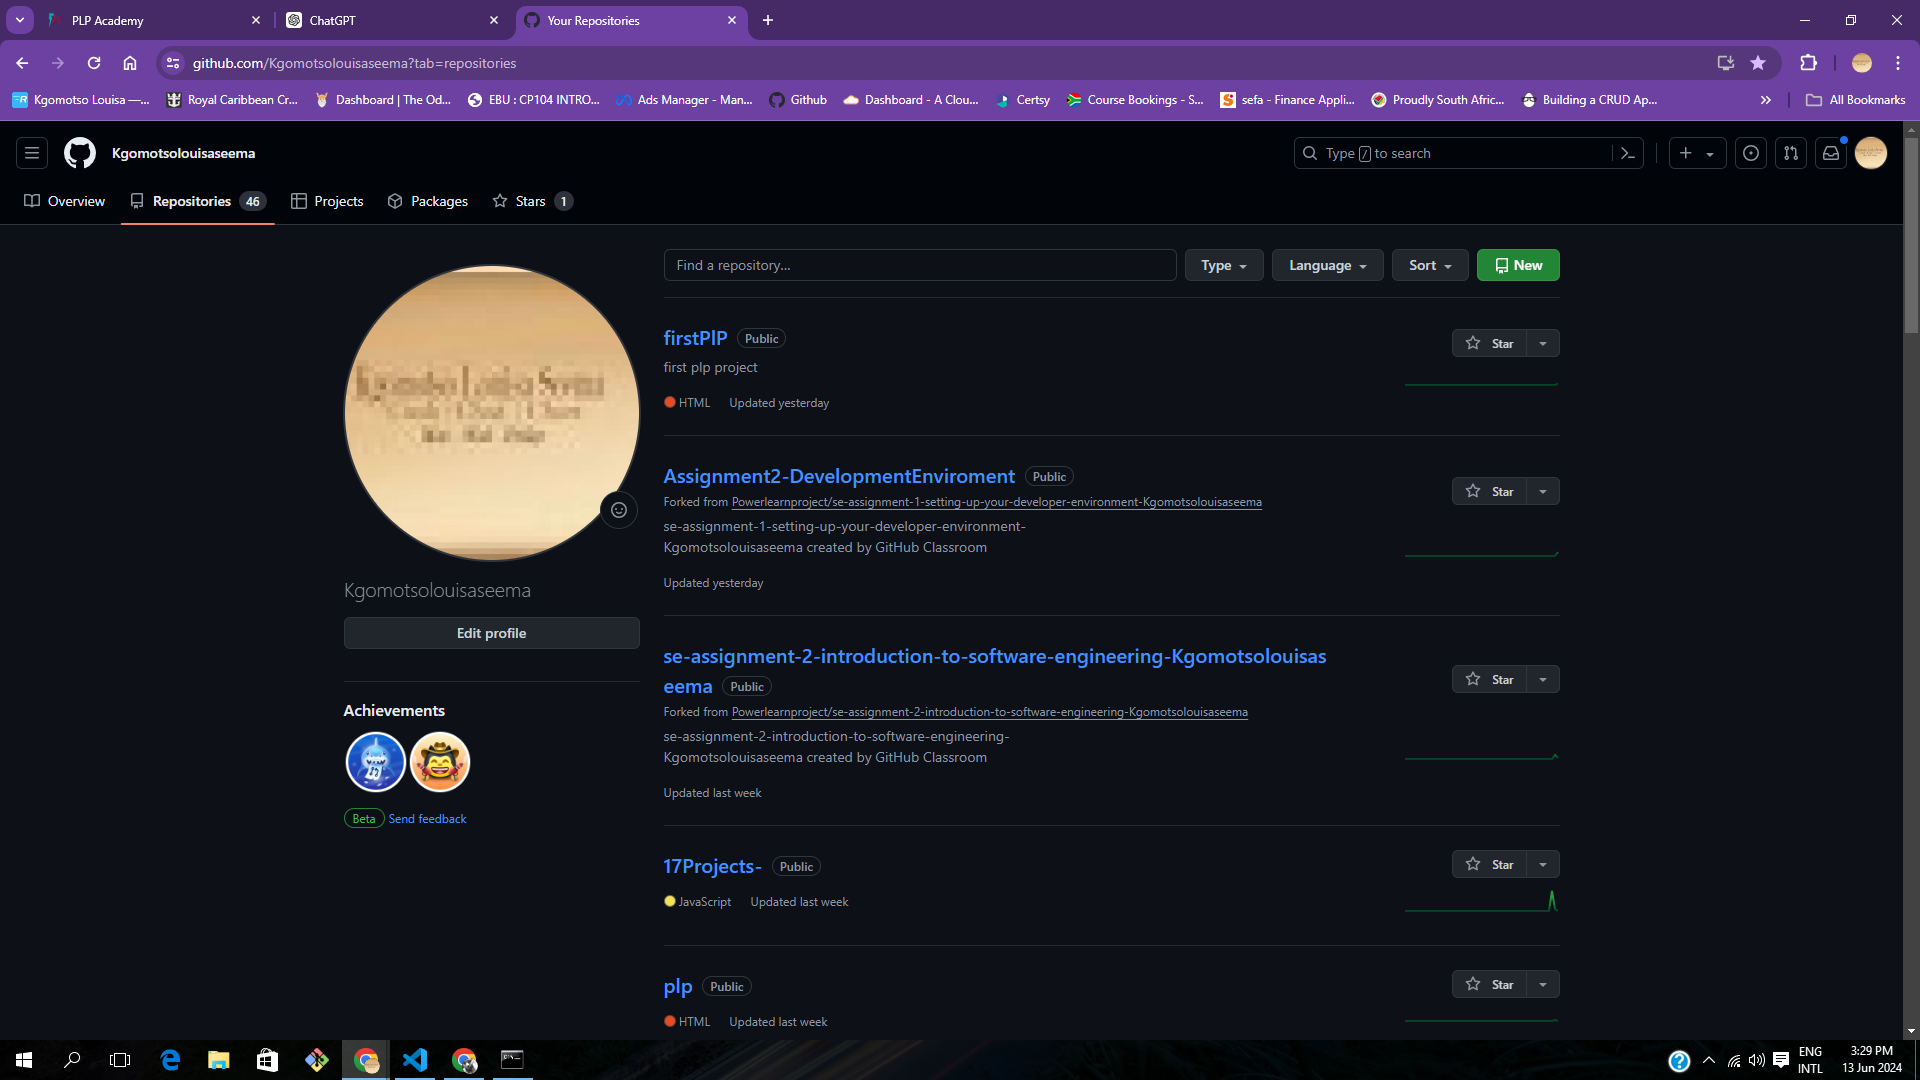 PLP Academy
ChatGPT
Your Repositories
github.com/Kgomotsolouisaseema?tab=repositories
Kgomotso Louisa —...
Royal Caribbean Cr...
Dashboard | The Od...
EBU : CP104 INTRO...
Ads Manager - Man...
Github
Dashboard - A Clou...
Certsy
Course Bookings - S...
sefa - Finance Appli...
Proudly South Afric...
Building a CRUD Ap...
All Bookmarks
Kgomotsolouisaseema
Type / to search
Overview
Repositories 46
Projects
Packages
Stars 1
Find a repository...
Type
Language
Sort
New
firstPlP Public
Star
first plp project
HTML Updated yesterday
Assignment2-DevelopmentEnviroment Public
Star
Forked from Powerlearnproject/se-assignment-1-setting-up-your-developer-environment-Kgomotsolouisaseema
se-assignment-1-setting-up-your-developer-environment-
Kgomotsolouisaseema created by GitHub Classroom
Updated yesterday
Kgomotsolouisaseema
Edit profile
Achievements
Beta Send feedback
se-assignment-2-introduction-to-software-engineering-Kgomotsolouisas
eema Public
Star
Forked from Powerlearnproject/se-assignment-2-introduction-to-software-engineering-Kgomotsolouisaseema
se-assignment-2-introduction-to-software-engineering-
Kgomotsolouisaseema created by GitHub Classroom
Updated last week
17Projects- Public
Star
JavaScript Updated last week
plp Public
Star
HTML Updated last week
ENG
INTL
3:29 PM
13 Jun 2024